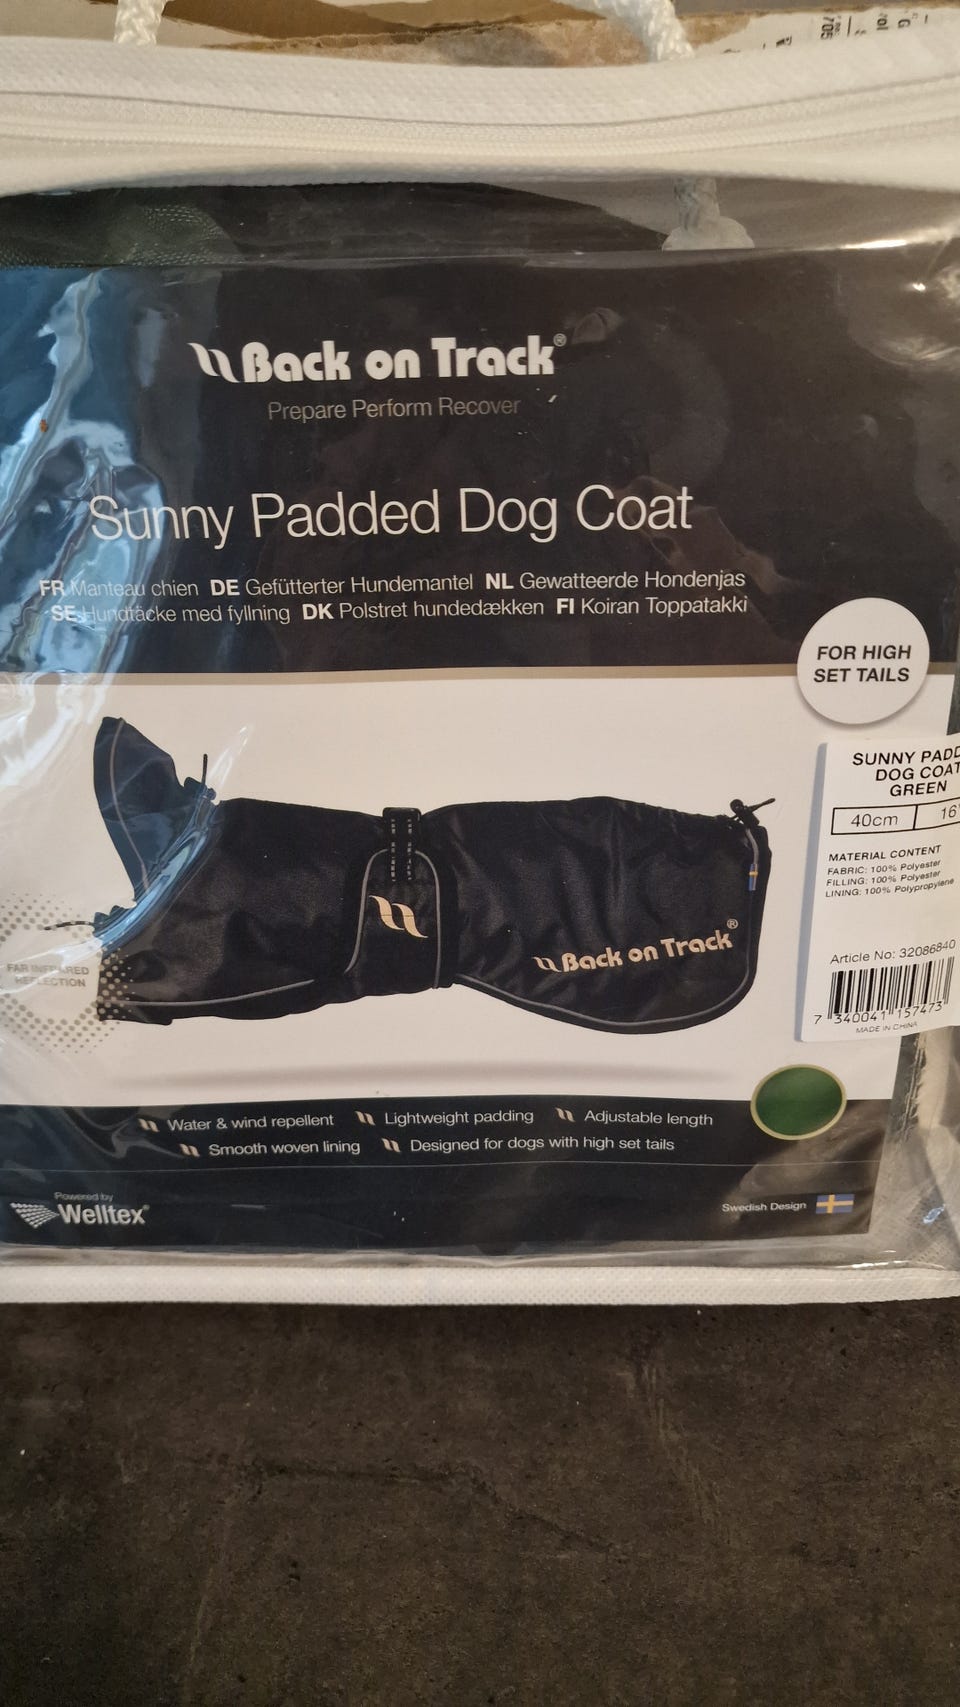 Back on Track®
Prepare Perform Recover
Sunny Padded Dog Coat
FR Manteau chien DE Gefütterter Hundemantel NL Gewatteerde Hondenjas
SE Hundtäcke med fyllning DK Polstret hundedækken FI Koiran Toppatakki
FOR HIGH
SET TAILS
SUNNY PADD
DOG COAT
GREEN
40cm 16"
MATERIAL CONTENT
FABRIC: 100% Polyester
FILLING: 100% Polyester
LINING: 100% Polypropylene
Article No: 32086840
7 340041 157473
MADE IN CHINA
Back on Track®
FAR INFRARED
REFLECTION
Water & wind repellent Lightweight padding Adjustable length
Smooth woven lining Designed for dogs with high set tails
Powered by
Welltex®
Swedish Design